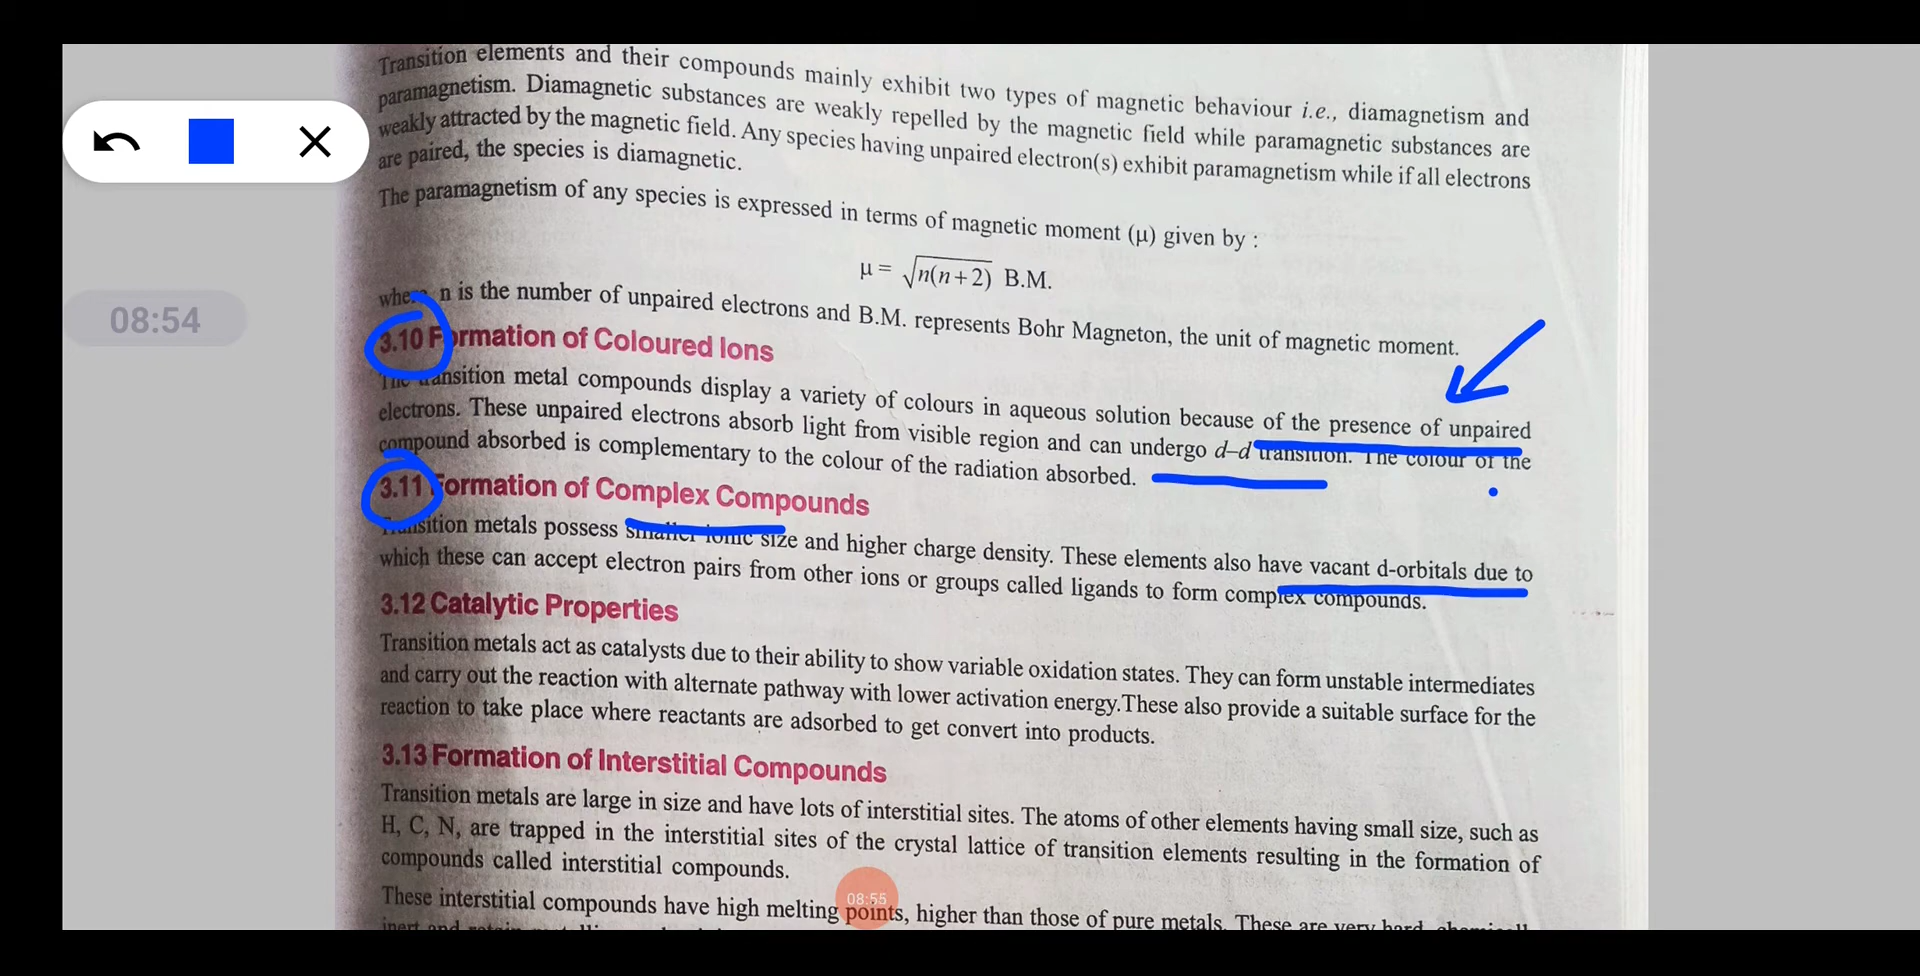 Transition elements and their compounds mainly exhibit two types of magnetic behaviour i.e., diamagnetism and
paramagnetism. Diamagnetic substances are weakly repelled by the magnetic field while paramagnetic substances are
weakly attracted by the magnetic field. Any species having unpaired electron(s) exhibit paramagnetism while if all electrons
are paired, the species is diamagnetic.
The paramagnetism of any species is expressed in terms of magnetic moment (μ) given by :
μ = √n(n+2) B.M.
where n is the number of unpaired electrons and B.M. represents Bohr Magneton, the unit of magnetic moment.
08:54
3.10 Formation of Coloured Ions
The transition metal compounds display a variety of colours in aqueous solution because of the presence of unpaired
electrons. These unpaired electrons absorb light from visible region and can undergo d–d transition. The colour of the
compound absorbed is complementary to the colour of the radiation absorbed.
3.11 Formation of Complex Compounds
Transition metals possess smaller ionic size and higher charge density. These elements also have vacant d-orbitals due to
which these can accept electron pairs from other ions or groups called ligands to form complex compounds.
3.12 Catalytic Properties
Transition metals act as catalysts due to their ability to show variable oxidation states. They can form unstable intermediates
and carry out the reaction with alternate pathway with lower activation energy.These also provide a suitable surface for the
reaction to take place where reactants are adsorbed to get convert into products.
3.13 Formation of Interstitial Compounds
Transition metals are large in size and have lots of interstitial sites. The atoms of other elements having small size, such as
H, C, N, are trapped in the interstitial sites of the crystal lattice of transition elements resulting in the formation of
compounds called interstitial compounds.
08:55
These interstitial compounds have high melting points, higher than those of pure metals. These are very hard,
inert and